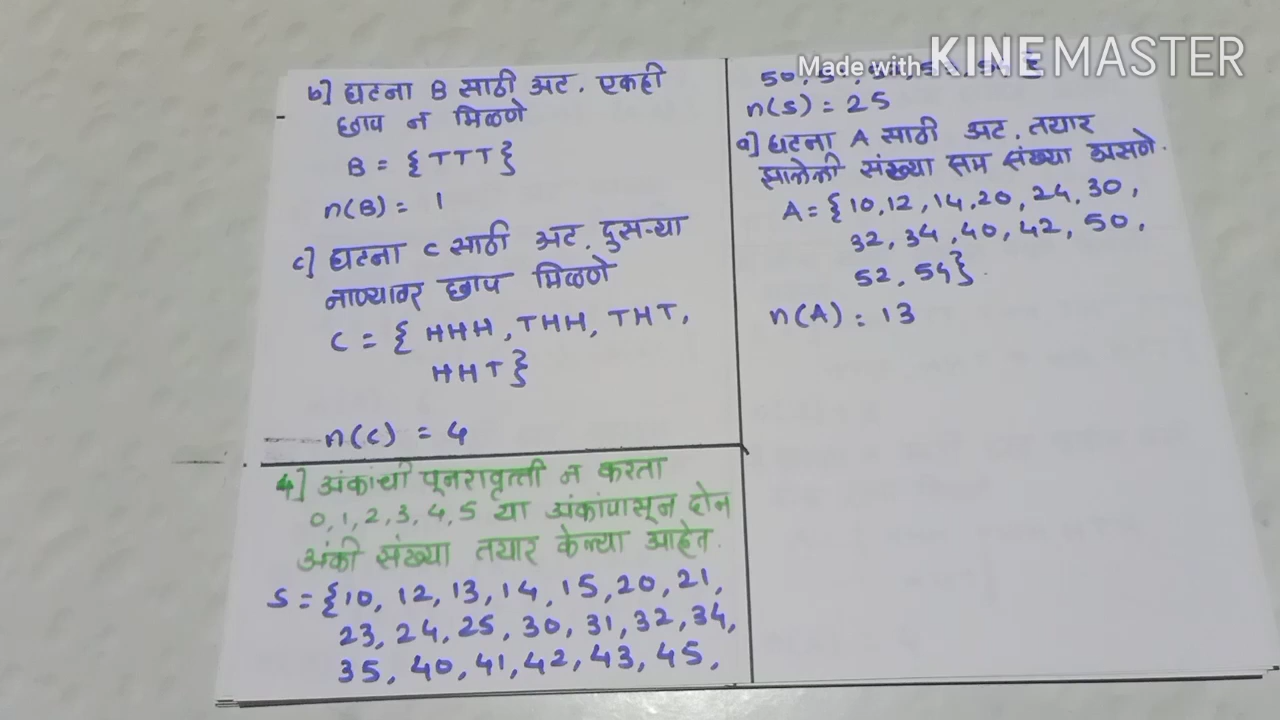 Made with KINEMASTER
b] घटना B साठी अट. एकही
छाप न मिळणे
B = {TTT}
n(B) = 1
c] घटना C साठी अट. दुसऱ्या
नाण्यावर छाप मिळणे
C = { HHH, THH, THT,
HHT}
n(C) = 4
4] अंकांची पूनरावृत्ती न करता
0, 1, 2, 3, 4, 5 या अंकांपासून दोन
अंकी संख्या तयार केल्या आहेत.
S = {10, 12, 13, 14, 15, 20, 21,
23, 24, 25, 30, 31, 32, 34,
35, 40, 41, 42, 43, 45,
50,
n(S) = 25
a] घटना A साठी अट. तयार
झालेली संख्या सम संख्या असणे.
A = {10, 12, 14, 20, 24, 30,
32, 34, 40, 42, 50,
52, 54}
n(A) = 13